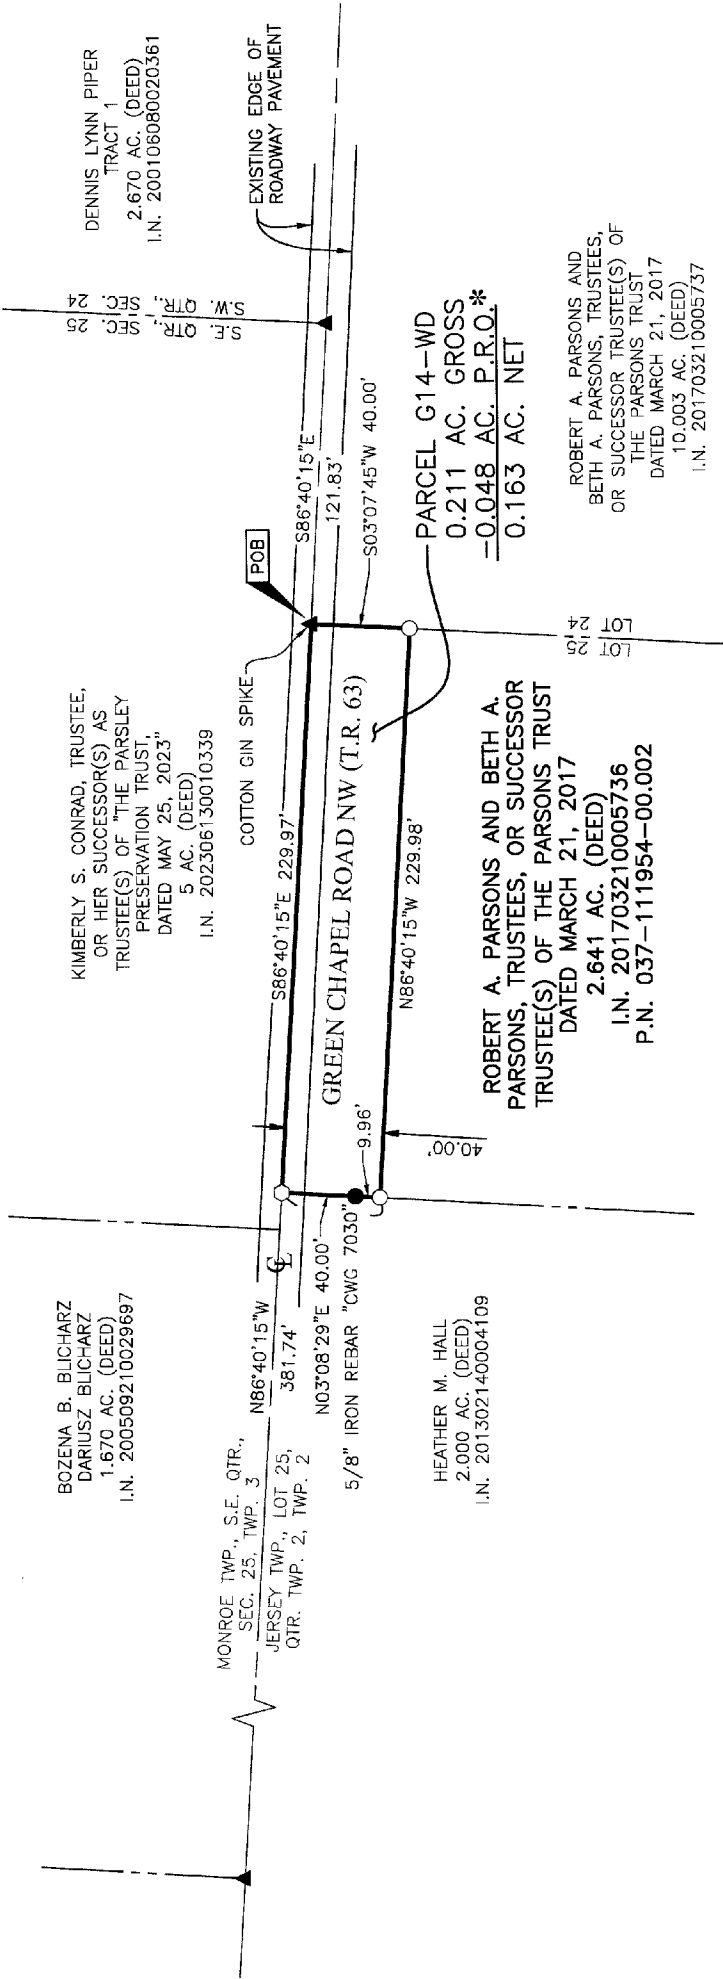 BOZENA B. BLICHARZ
DARIUSZ BLICHARZ
1.670 AC. (DEED)
I.N. 200509210029697
KIMBERLY S. CONRAD, TRUSTEE,
OR HER SUCCESSOR(S) AS
TRUSTEE(S) OF "THE PARSLEY
PRESERVATION TRUST,
DATED MAY 25, 2023"
5 AC. (DEED)
I.N. 202306130010339
DENNIS LYNN PIPER
TRACT 1
2.670 AC. (DEED)
I.N. 200106080020361
S.E. QTR., SEC. 25
S.W. QTR., SEC. 24
EXISTING EDGE OF
ROADWAY PAVEMENT
COTTON GIN SPIKE
POB
MONROE TWP., S.E. QTR.,
SEC. 25, TWP. 3
JERSEY TWP., LOT 25,
QTR. TWP. 2, TWP. 2
N86°40'15"W
381.74'
S86°40'15"E 229.97'
S86°40'15"E
121.83'
GREEN CHAPEL ROAD NW (T.R. 63)
N03°08'29"E 40.00'
5/8" IRON REBAR "CWG 7030"
9.96'
40.00'
N86°40'15"W 229.98'
S03°07'45"W 40.00'
PARCEL G14-WD
0.211 AC. GROSS
-0.048 AC. P.R.O.*
0.163 AC. NET
HEATHER M. HALL
2.000 AC. (DEED)
I.N. 201302140004109
ROBERT A. PARSONS AND BETH A.
PARSONS, TRUSTEES, OR SUCCESSOR
TRUSTEE(S) OF THE PARSONS TRUST
DATED MARCH 21, 2017
2.641 AC. (DEED)
I.N. 201703210005736
P.N. 037-111954-00.002
LOT 25
LOT 24
ROBERT A. PARSONS AND
BETH A. PARSONS, TRUSTEES,
OR SUCCESSOR TRUSTEE(S) OF
THE PARSONS TRUST
DATED MARCH 21, 2017
10.003 AC. (DEED)
I.N. 201703210005737